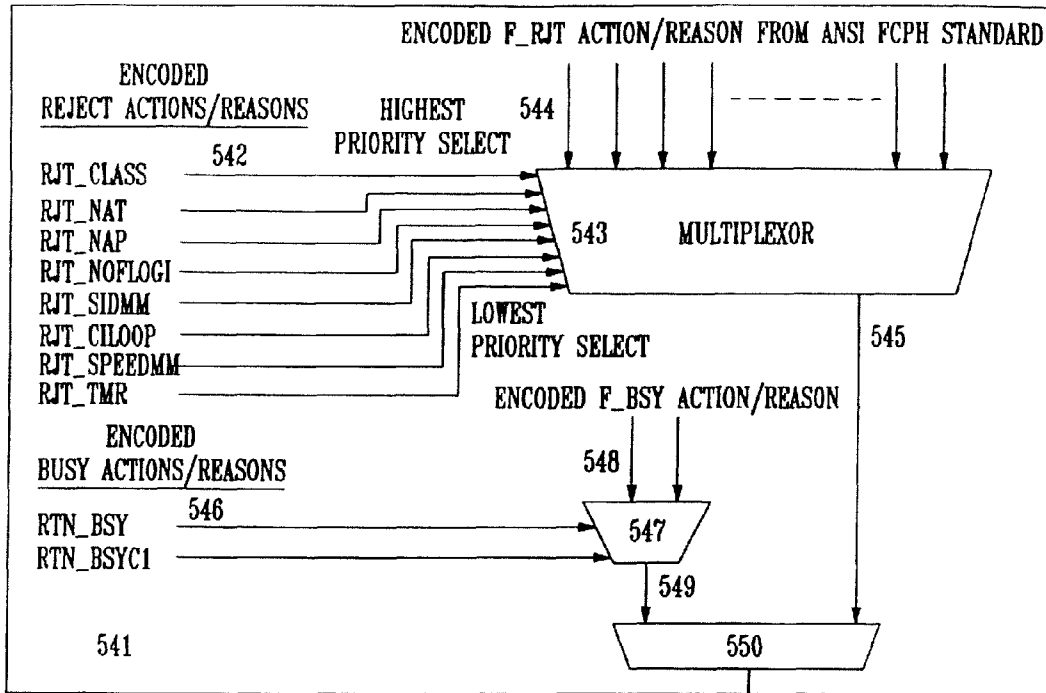 ENCODED F_RJT ACTION/REASON FROM ANSI FCPH STANDARD
ENCODED
REJECT ACTIONS/REASONS
HIGHEST
PRIORITY SELECT
544
542
RJT_CLASS
RJT_NAT
RJT_NAP
RJT_NOFLOGI
RJT_SIDMM
RJT_CILOOP
RJT_SPEEDMM
RJT_TMR
543
MULTIPLEXOR
LOWEST
PRIORITY SELECT
545
ENCODED F_BSY ACTION/REASON
ENCODED
BUSY ACTIONS/REASONS
548
546
RTN_BSY
RTN_BSYC1
547
549
541
550